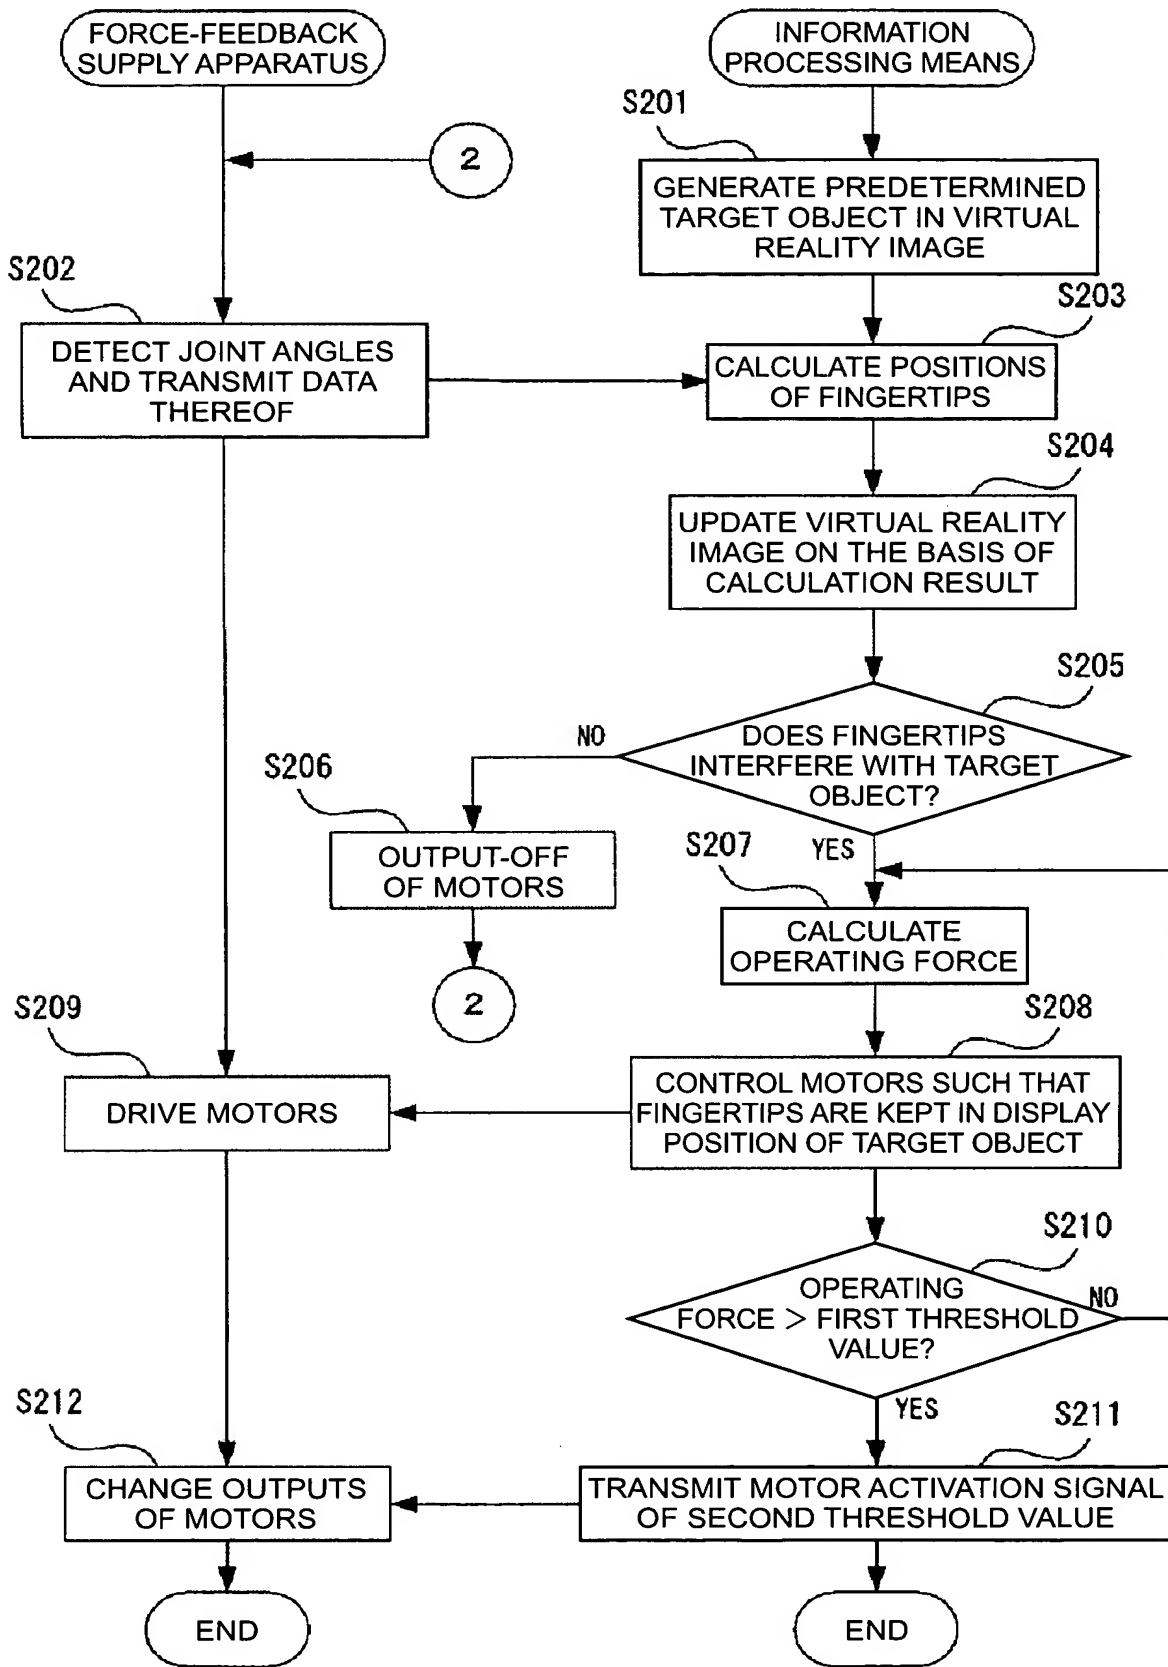 FORCE-FEEDBACK
SUPPLY APPARATUS
INFORMATION
PROCESSING MEANS
S201
2
GENERATE PREDETERMINED
TARGET OBJECT IN VIRTUAL
REALITY IMAGE
S202
DETECT JOINT ANGLES
AND TRANSMIT DATA
THEREOF
S203
CALCULATE POSITIONS
OF FINGERTIPS
S204
UPDATE VIRTUAL REALITY
IMAGE ON THE BASIS OF
CALCULATION RESULT
S205
DOES FINGERTIPS
INTERFERE WITH TARGET
OBJECT?
NO
S206
OUTPUT-OFF
OF MOTORS
2
YES
S207
CALCULATE
OPERATING FORCE
S208
CONTROL MOTORS SUCH THAT
FINGERTIPS ARE KEPT IN DISPLAY
POSITION OF TARGET OBJECT
S209
DRIVE MOTORS
S210
OPERATING
FORCE > FIRST THRESHOLD
VALUE?
NO
YES
S211
TRANSMIT MOTOR ACTIVATION SIGNAL
OF SECOND THRESHOLD VALUE
S212
CHANGE OUTPUTS
OF MOTORS
END
END